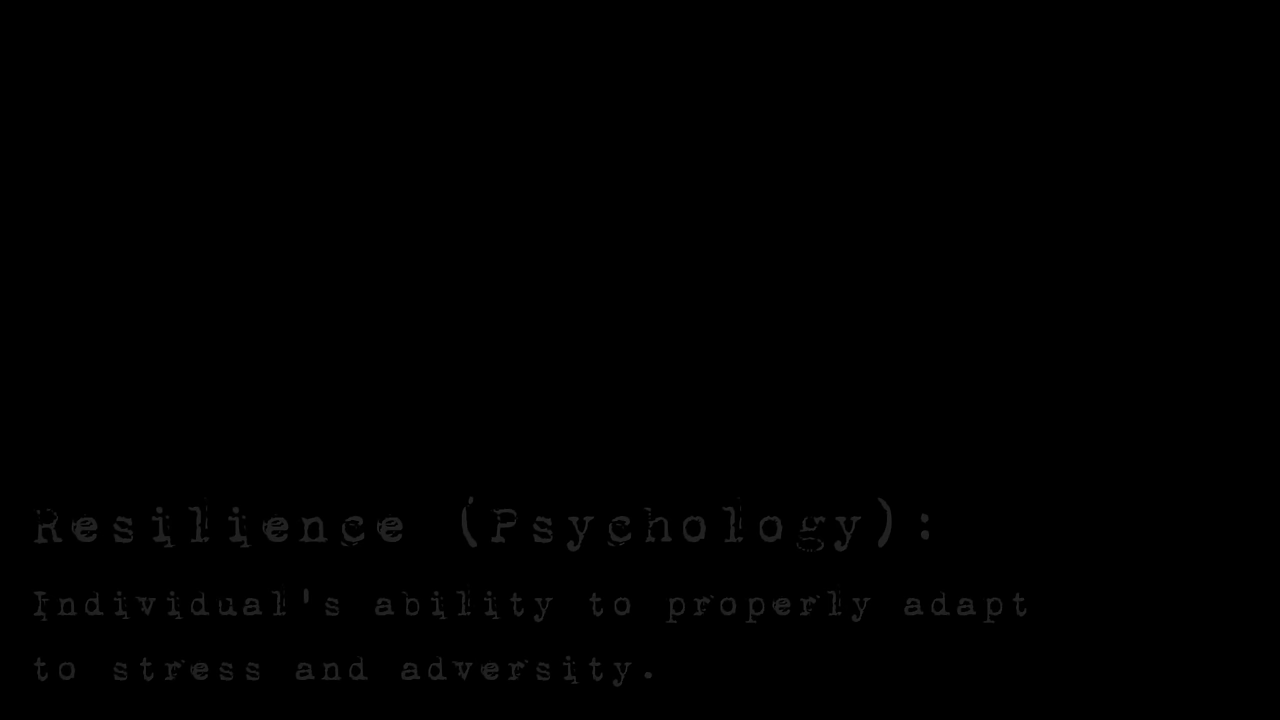 Resilience (Psychology):
Individual's ability to properly adapt
to stress and adversity.